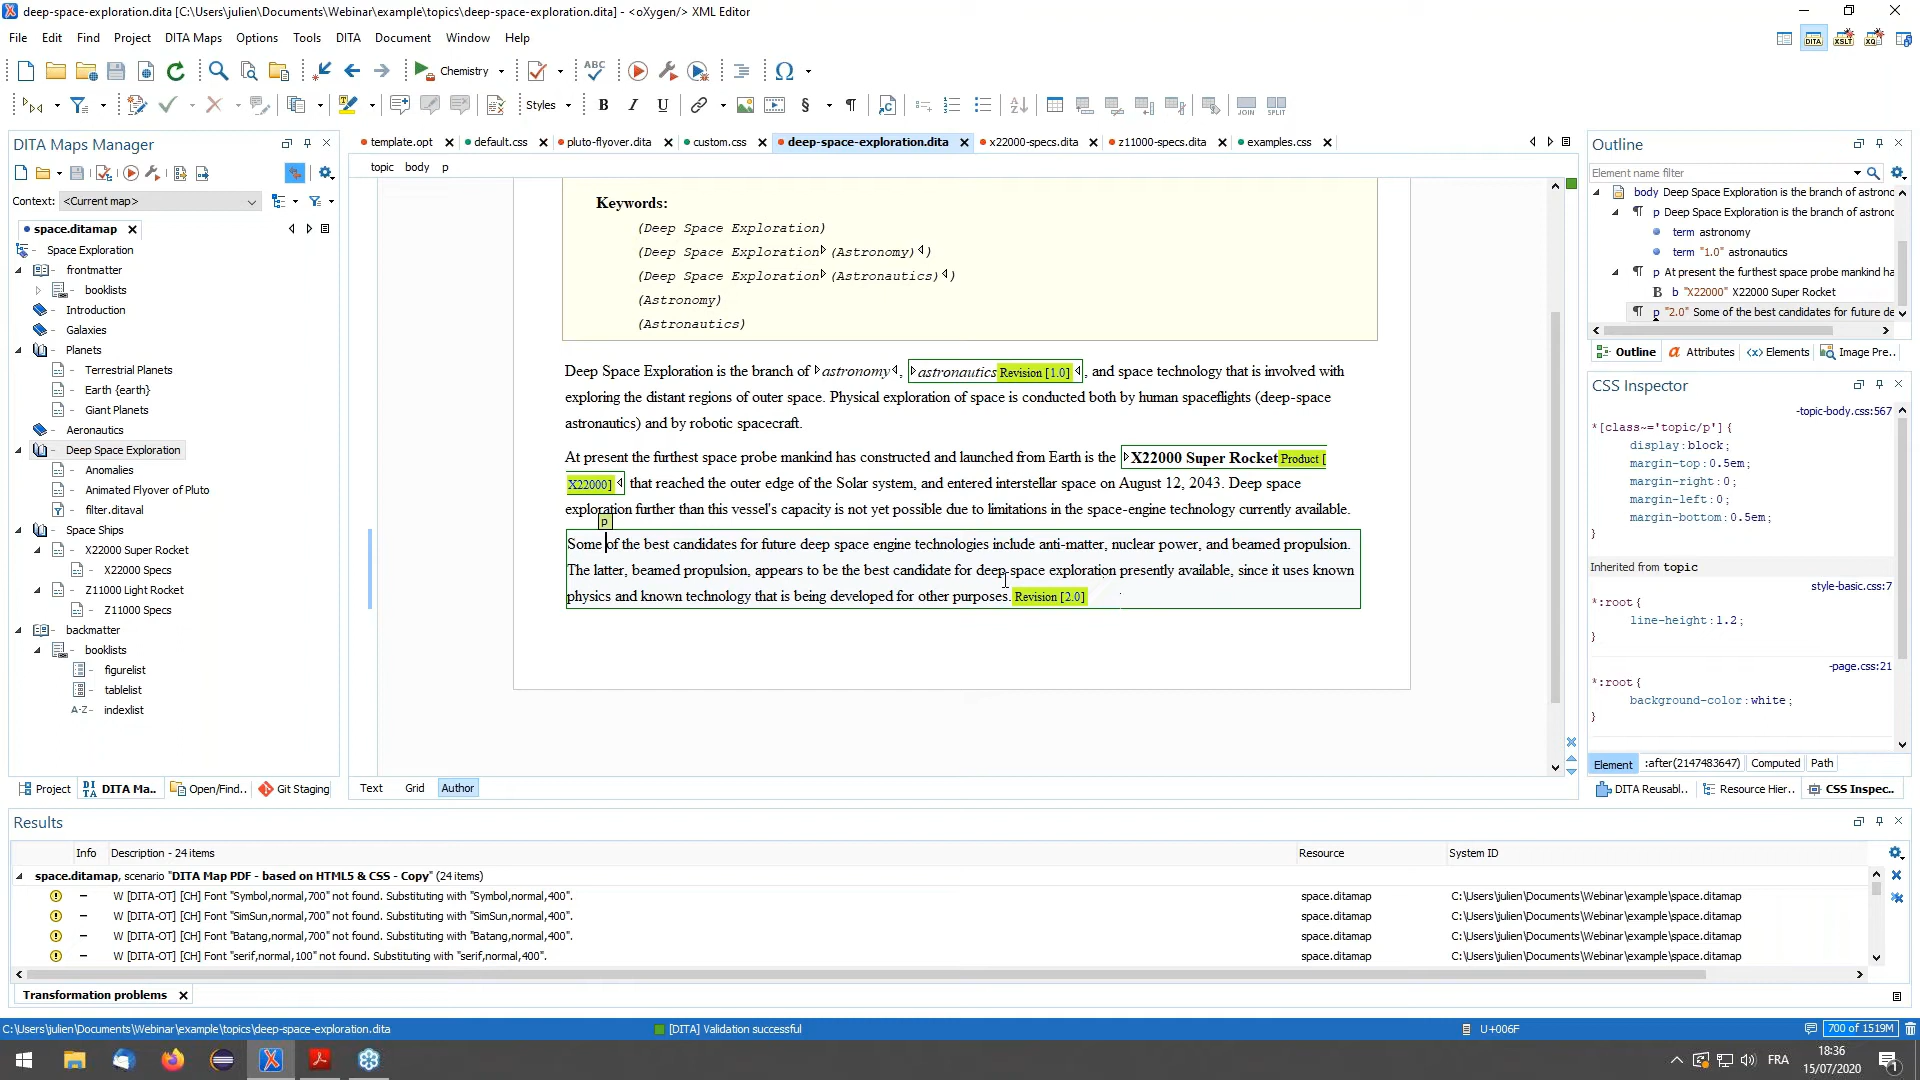 deep-space-exploration.dita [C:\Users\julien\Documents\Webinar\example\topics\deep-space-exploration.dita] - <oXygen/> XML Editor
File Edit Find Project DITA Maps Options Tools DITA Document Window Help
DITA XSLT XQ
Chemistry ABC Ω
Styles B I U § ¶ JOIN SPLIT
DITA Maps Manager
Context: <Current map>
space.ditamap
Space Exploration
frontmatter
booklists
Introduction
Galaxies
Planets
Terrestrial Planets
Earth {earth}
Giant Planets
Aeronautics
Deep Space Exploration
Anomalies
Animated Flyover of Pluto
filter.ditaval
Space Ships
X22000 Super Rocket
X22000 Specs
Z11000 Light Rocket
Z11000 Specs
backmatter
booklists
figurelist
tablelist
A-Z- indexlist
Project DITA Ma.. Open/Find.. Git Staging
template.opt default.css pluto-flyover.dita custom.css deep-space-exploration.dita x22000-specs.dita z11000-specs.dita examples.css
topic body p
Keywords:
(Deep Space Exploration)
(Deep Space Exploration (Astronomy) )
(Deep Space Exploration (Astronautics) )
(Astronomy)
(Astronautics)
Deep Space Exploration is the branch of astronomy, astronautics Revision [1.0] , and space technology that is involved with
exploring the distant regions of outer space. Physical exploration of space is conducted both by human spaceflights (deep-space
astronautics) and by robotic spacecraft.
At present the furthest space probe mankind has constructed and launched from Earth is the X22000 Super Rocket Product [
X22000] that reached the outer edge of the Solar system, and entered interstellar space on August 12, 2043. Deep space
exploration further than this vessel's capacity is not yet possible due to limitations in the space-engine technology currently available.
p
Some of the best candidates for future deep space engine technologies include anti-matter, nuclear power, and beamed propulsion.
The latter, beamed propulsion, appears to be the best candidate for deep-space exploration presently available, since it uses known
physics and known technology that is being developed for other purposes. Revision [2.0]
Text Grid Author
Outline
Element name filter
body Deep Space Exploration is the branch of astrono
p Deep Space Exploration is the branch of astrono
term astronomy
term "1.0" astronautics
p At present the furthest space probe mankind ha
B b "X22000" X22000 Super Rocket
p "2.0" Some of the best candidates for future de
Outline Attributes Elements Image Pre..
CSS Inspector
-topic-body.css:567
*[class~='topic/p'] {
display:block;
margin-top:0.5em;
margin-right:0;
margin-left:0;
margin-bottom:0.5em;
}
Inherited from topic
style-basic.css:7
*:root {
line-height:1.2;
}
-page.css:21
*:root {
background-color:white;
}
Element :after(2147483647) Computed Path
DITA Reusabl.. Resource Hier.. CSS Inspec..
Results
Info Description - 24 items Resource System ID
space.ditamap, scenario "DITA Map PDF - based on HTML5 & CSS - Copy" (24 items)
W [DITA-OT] [CH] Font "Symbol,normal,700" not found. Substituting with "Symbol,normal,400". space.ditamap C:\Users\julien\Documents\Webinar\example\space.ditamap
W [DITA-OT] [CH] Font "SimSun,normal,700" not found. Substituting with "SimSun,normal,400". space.ditamap C:\Users\julien\Documents\Webinar\example\space.ditamap
W [DITA-OT] [CH] Font "Batang,normal,700" not found. Substituting with "Batang,normal,400". space.ditamap C:\Users\julien\Documents\Webinar\example\space.ditamap
W [DITA-OT] [CH] Font "serif,normal,100" not found. Substituting with "serif,normal,400". space.ditamap C:\Users\julien\Documents\Webinar\example\space.ditamap
Transformation problems
C:\Users\julien\Documents\Webinar\example\topics\deep-space-exploration.dita [DITA] Validation successful U+006F 700 of 1519M
FRA 18:36
15/07/2020 1